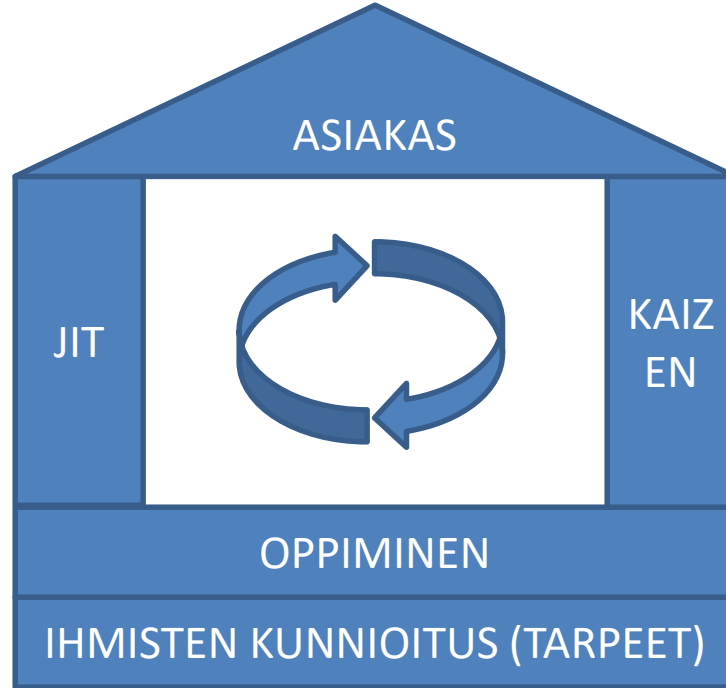 ASIAKAS
JIT
KAIZ
EN
OPPIMINEN
IHMISTEN KUNNIOITUS (TARPEET)